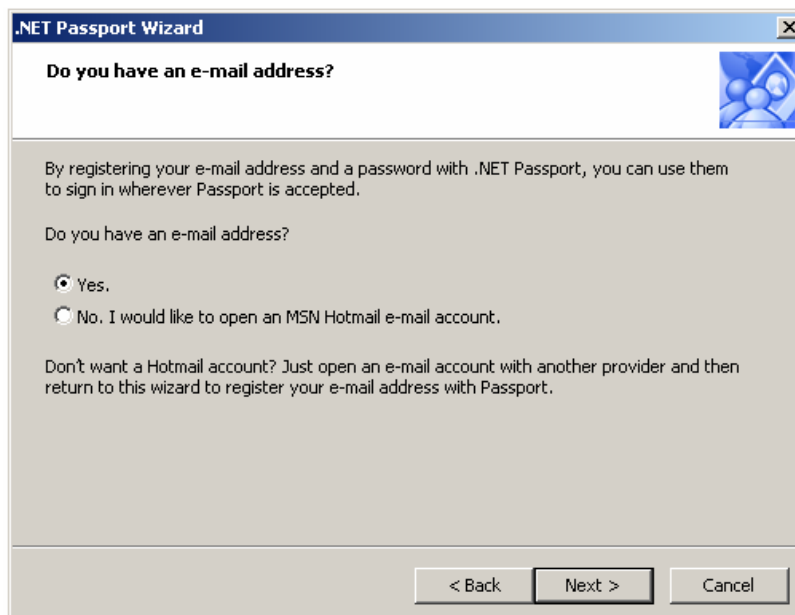 .NET Passport Wizard
Do you have an e-mail address?
By registering your e-mail address and a password with .NET Passport, you can use them
to sign in wherever Passport is accepted.
Do you have an e-mail address?
Yes.
No. I would like to open an MSN Hotmail e-mail account.
Don't want a Hotmail account? Just open an e-mail account with another provider and then
return to this wizard to register your e-mail address with Passport.
< Back Next > Cancel